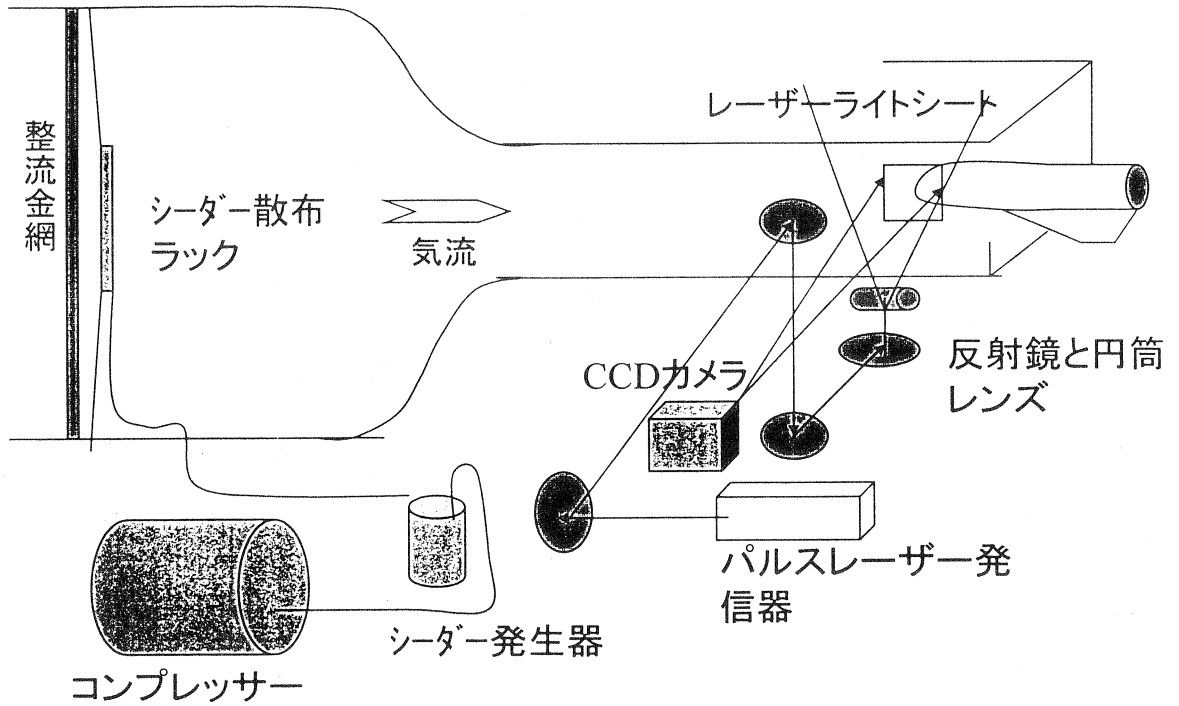 レーザーライトシート
整流金網
シーダー散布
ラック
気流
反射鏡と円筒
レンズ
CCDカメラ
パルスレーザー発
信器
シーダー発生器
コンプレッサー